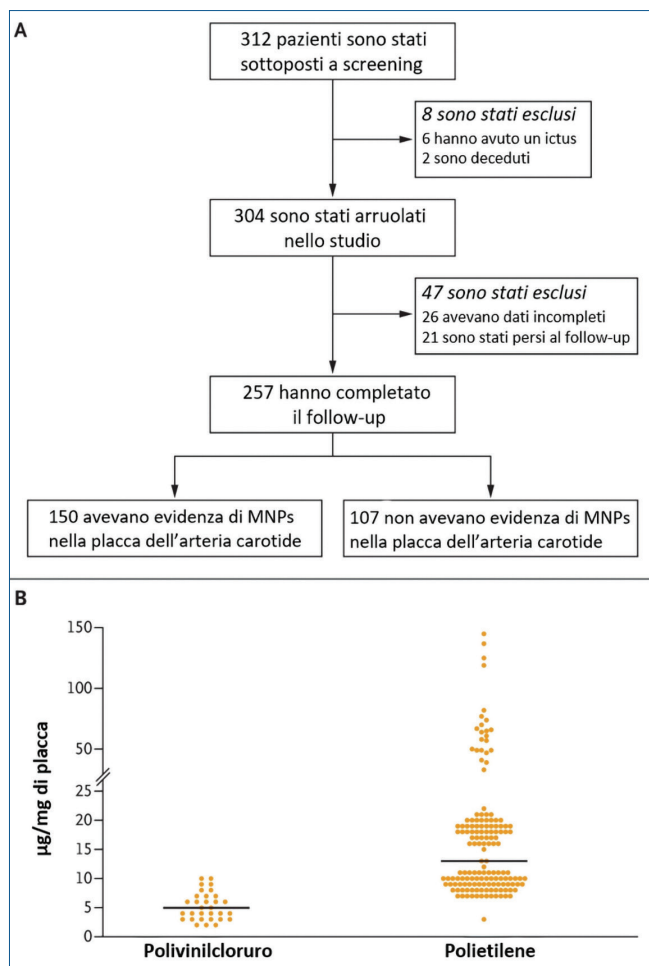 A
312 pazienti sono stati
sottoposti a screening
8 sono stati esclusi
6 hanno avuto un ictus
2 sono deceduti
304 sono stati arruolati
nello studio
47 sono stati esclusi
26 avevano dati incompleti
21 sono stati persi al follow-up
257 hanno completato
il follow-up
150 avevano evidenza di MNPs
nella placca dell’arteria carotide
107 non avevano evidenza di MNPs
nella placca dell’arteria carotide
B
µg/mg di placca
150
100
50
25
20
15
10
5
0
Polivinilcloruro
Polietilene